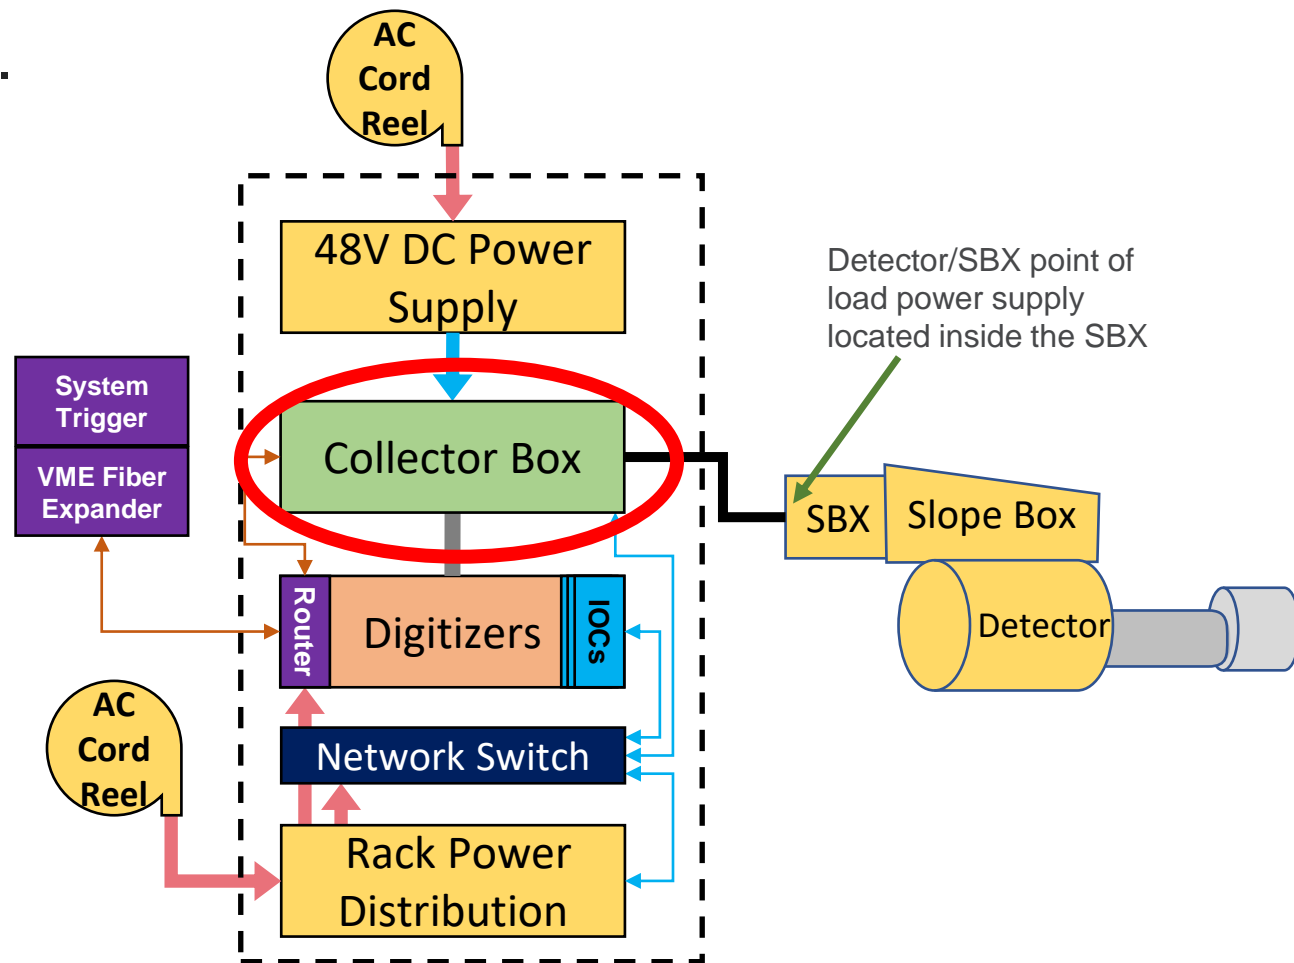 .
AC
Cord
Reel
48V DC Power
Supply
Detector/SBX point of
load power supply
located inside the SBX
System
Trigger
VME Fiber
Expander
Collector Box
SBX
Slope Box
Router
Digitizers
IOCs
Detector
AC
Cord
Reel
Network Switch
Rack Power
Distribution